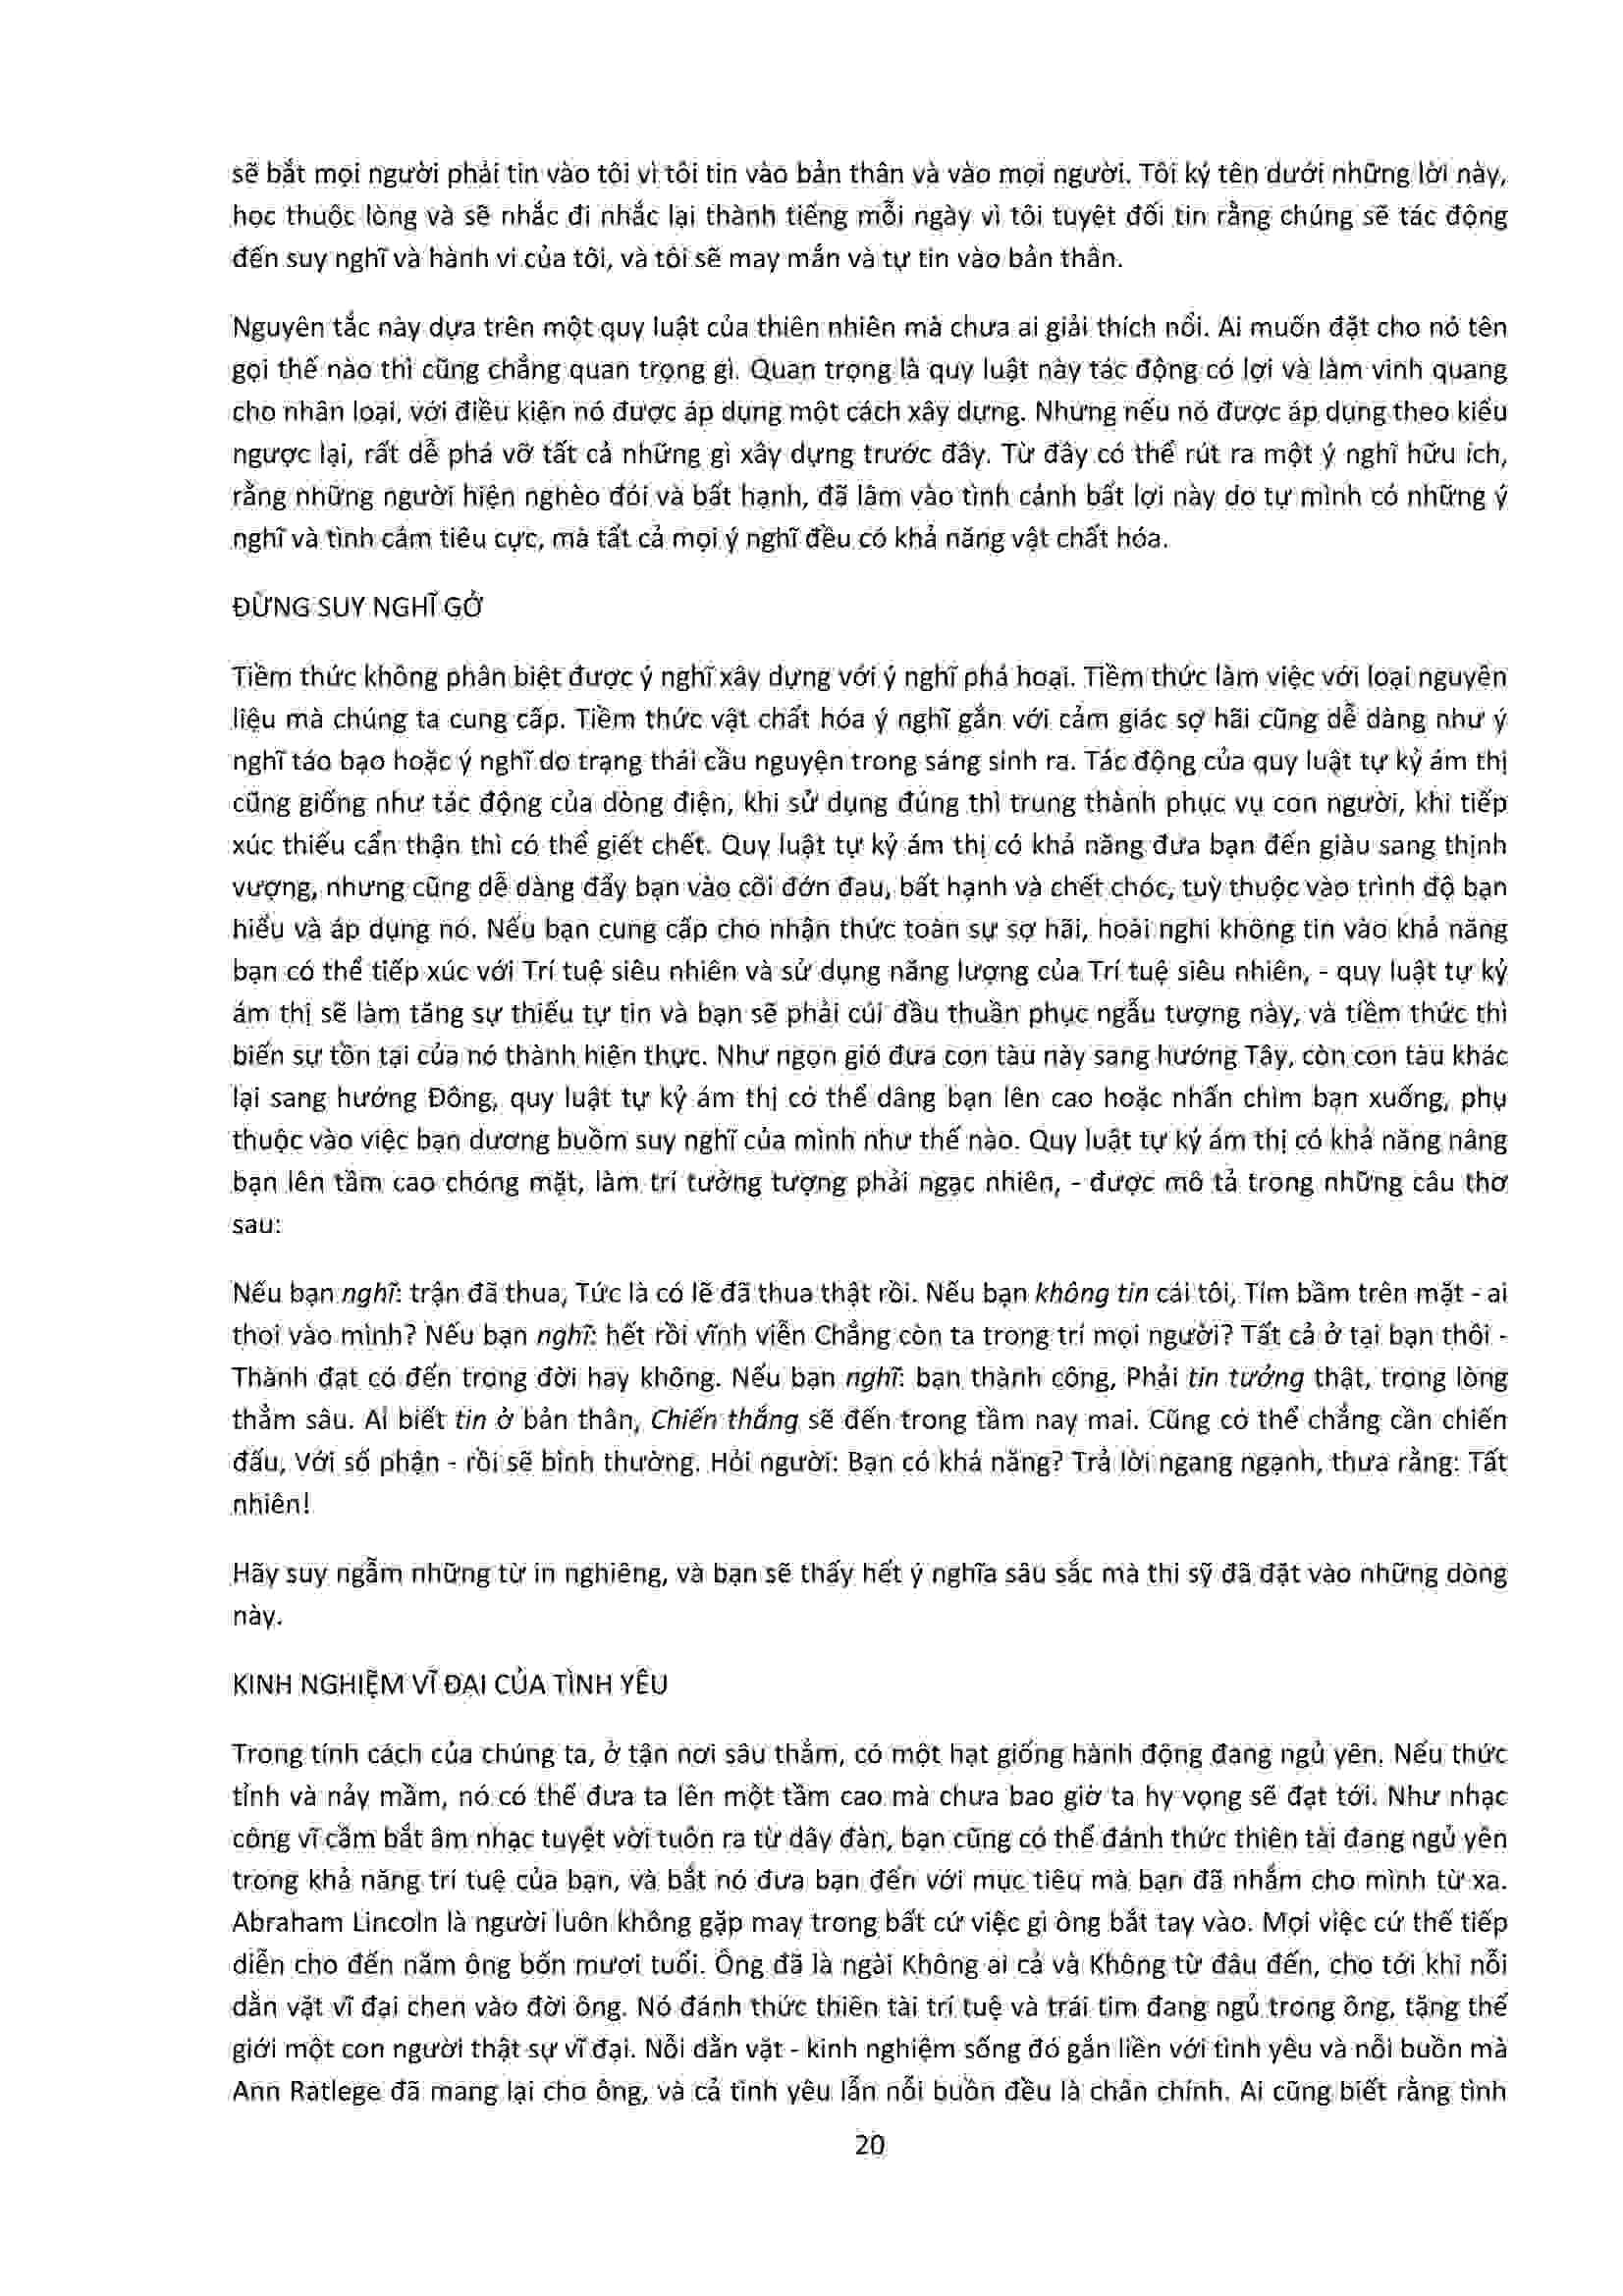 sẽ bắt mọi người phải tin vào tôi vì tôi tin vào bản thân và vào mọi người. Tôi ký tên dưới những lời này,
học thuộc lòng và sẽ nhắc đi nhắc lại thành tiếng mỗi ngày vì tôi tuyệt đối tin rằng chúng sẽ tác động
đến suy nghĩ và hành vi của tôi, và tôi sẽ may mắn và tự tin vào bản thân.
Nguyên tắc này dựa trên một quy luật của thiên nhiên mà chưa ai giải thích nổi. Ai muốn đặt cho nó tên
gọi thế nào thì cũng chẳng quan trọng gì. Quan trọng là quy luật này tác động có lợi và làm vinh quang
cho nhân loại, với điều kiện nó được áp dụng một cách xây dựng. Nhưng nếu nó được áp dụng theo kiểu
ngược lại, rất dễ phá vỡ tất cả những gì xây dựng trước đây. Từ đây có thể rút ra một ý nghĩ hữu ích,
rằng những người hiện nghèo đói và bất hạnh, đã lâm vào tình cảnh bất lợi này do tự mình có những ý
nghĩ và tình cảm tiêu cực, mà tất cả mọi ý nghĩ đều có khả năng vật chất hóa.
ĐỪNG SUY NGHĨ GỞ
Tiềm thức không phân biệt được ý nghĩ xây dựng với ý nghĩ phá hoại. Tiềm thức làm việc với loại nguyên
liệu mà chúng ta cung cấp. Tiềm thức vật chất hóa ý nghĩ gắn với cảm giác sợ hãi cũng dễ dàng như ý
nghĩ táo bạo hoặc ý nghĩ do trạng thái cầu nguyện trong sáng sinh ra. Tác động của quy luật tự kỷ ám thị
cũng giống như tác động của dòng điện, khi sử dụng đúng thì trung thành phục vụ con người, khi tiếp
xúc thiếu cẩn thận thì có thể giết chết. Quy luật tự kỷ ám thị có khả năng đưa bạn đến giàu sang thịnh
vượng, nhưng cũng dễ dàng đẩy bạn vào cõi đớn đau, bất hạnh và chết chóc, tuỳ thuộc vào trình độ bạn
hiểu và áp dụng nó. Nếu bạn cung cấp cho nhận thức toàn sự sợ hãi, hoài nghi không tin vào khả năng
bạn có thể tiếp xúc với Trí tuệ siêu nhiên và sử dụng năng lượng của Trí tuệ siêu nhiên, - quy luật tự kỷ
ám thị sẽ làm tăng sự thiếu tự tin và bạn sẽ phải cúi đầu thuần phục ngẫu tượng này, và tiềm thức thì
biến sự tồn tại của nó thành hiện thực. Như ngọn gió đưa con tàu này sang hướng Tây, còn con tàu khác
lại sang hướng Đông, quy luật tự kỷ ám thị có thể dâng bạn lên cao hoặc nhấn chìm bạn xuống, phụ
thuộc vào việc bạn dương buồm suy nghĩ của mình như thế nào. Quy luật tự kỷ ám thị có khả năng nâng
bạn lên tầm cao chóng mặt, làm trí tưởng tượng phải ngạc nhiên, - được mô tả trong những câu thơ
sau:
Nếu bạn nghĩ: trận đã thua, Tức là có lẽ đã thua thật rồi. Nếu bạn không tin cái tôi, Tím bầm trên mặt - ai
thoi vào mình? Nếu bạn nghĩ: hết rồi vĩnh viễn Chẳng còn ta trong trí mọi người? Tất cả ở tại bạn thôi -
Thành đạt có đến trong đời hay không. Nếu bạn nghĩ: bạn thành công, Phải tin tưởng thật, trong lòng
thẳm sâu. Ai biết tin ở bản thân, Chiến thắng sẽ đến trong tầm nay mai. Cũng có thể chẳng cần chiến
đấu, Với số phận - rồi sẽ bình thường. Hỏi người: Bạn có khả năng? Trả lời ngang ngạnh, thưa rằng: Tất
nhiên!
Hãy suy ngẫm những từ in nghiêng, và bạn sẽ thấy hết ý nghĩa sâu sắc mà thi sỹ đã đặt vào những dòng
này.
KINH NGHIỆM VĨ ĐẠI CỦA TÌNH YÊU
Trong tính cách của chúng ta, ở tận nơi sâu thẳm, có một hạt giống hành động đang ngủ yên. Nếu thức
tỉnh và nảy mầm, nó có thể đưa ta lên một tầm cao mà chưa bao giờ ta hy vọng sẽ đạt tới. Như nhạc
công vĩ cầm bắt âm nhạc tuyệt vời tuôn ra từ dây đàn, bạn cũng có thể đánh thức thiên tài đang ngủ yên
trong khả năng trí tuệ của bạn, và bắt nó đưa bạn đến với mục tiêu mà bạn đã nhắm cho mình từ xa.
Abraham Lincoln là người luôn không gặp may trong bất cứ việc gì ông bắt tay vào. Mọi việc cứ thế tiếp
diễn cho đến năm ông bốn mươi tuổi. Ông đã là ngài Không ai cả và Không từ đâu đến, cho tới khi nỗi
dằn vặt vĩ đại chen vào đời ông. Nó đánh thức thiên tài trí tuệ và trái tim đang ngủ trong ông, tặng thế
giới một con người thật sự vĩ đại. Nỗi dằn vặt - kinh nghiệm sống đó gắn liền với tình yêu và nỗi buồn mà
Ann Ratlege đã mang lại cho ông, và cả tình yêu lẫn nỗi buồn đều là chân chính. Ai cũng biết rằng tình
20